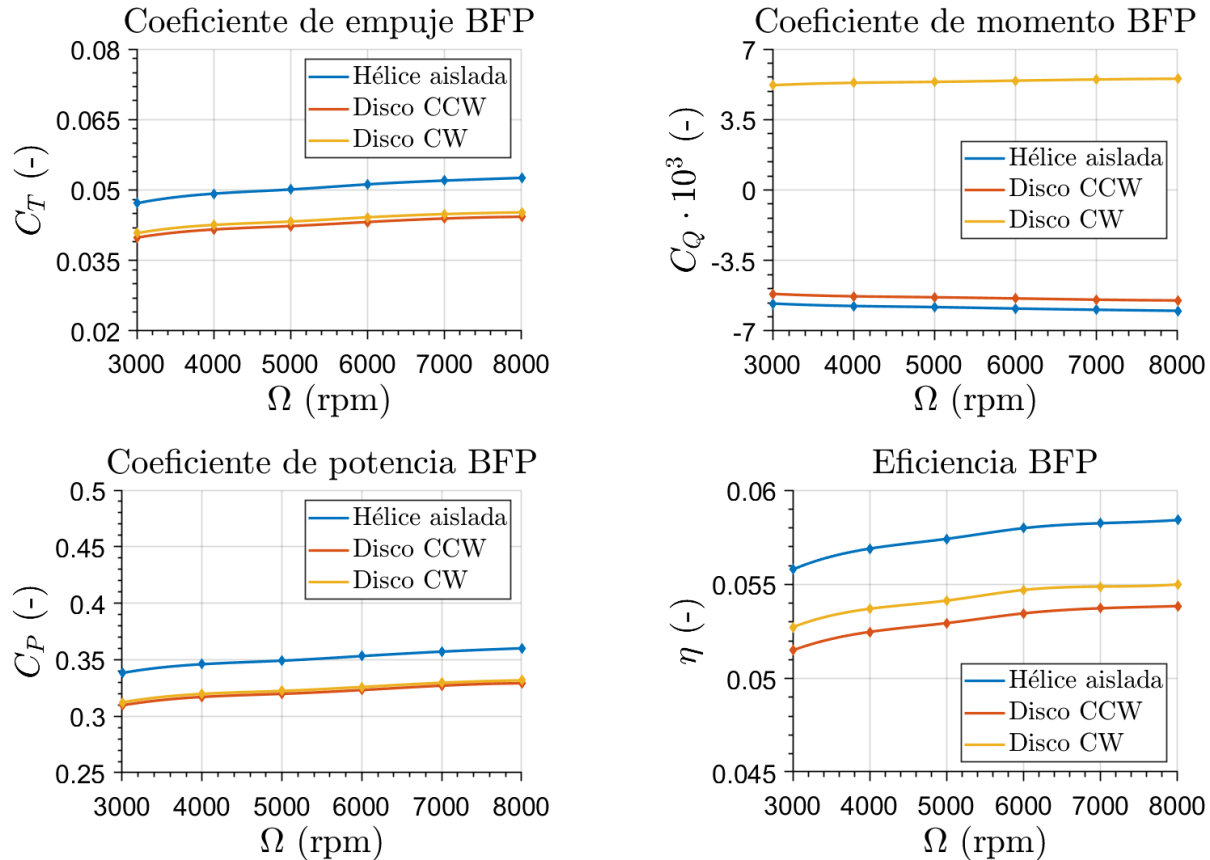 Coeficiente de empuje BFP
0.08
0.065
0.05
0.035
0.02
C_T (-)
Hélice aislada
Disco CCW
Disco CW
3000 4000 5000 6000 7000 8000
Ω (rpm)
Coeficiente de momento BFP
7
3.5
0
-3.5
-7
C_Q · 10³ (-)
Hélice aislada
Disco CCW
Disco CW
3000 4000 5000 6000 7000 8000
Ω (rpm)
Coeficiente de potencia BFP
0.5
0.45
0.4
0.35
0.3
0.25
C_P (-)
Hélice aislada
Disco CCW
Disco CW
3000 4000 5000 6000 7000 8000
Ω (rpm)
Eficiencia BFP
0.06
0.055
0.05
0.045
η (-)
Hélice aislada
Disco CCW
Disco CW
3000 4000 5000 6000 7000 8000
Ω (rpm)